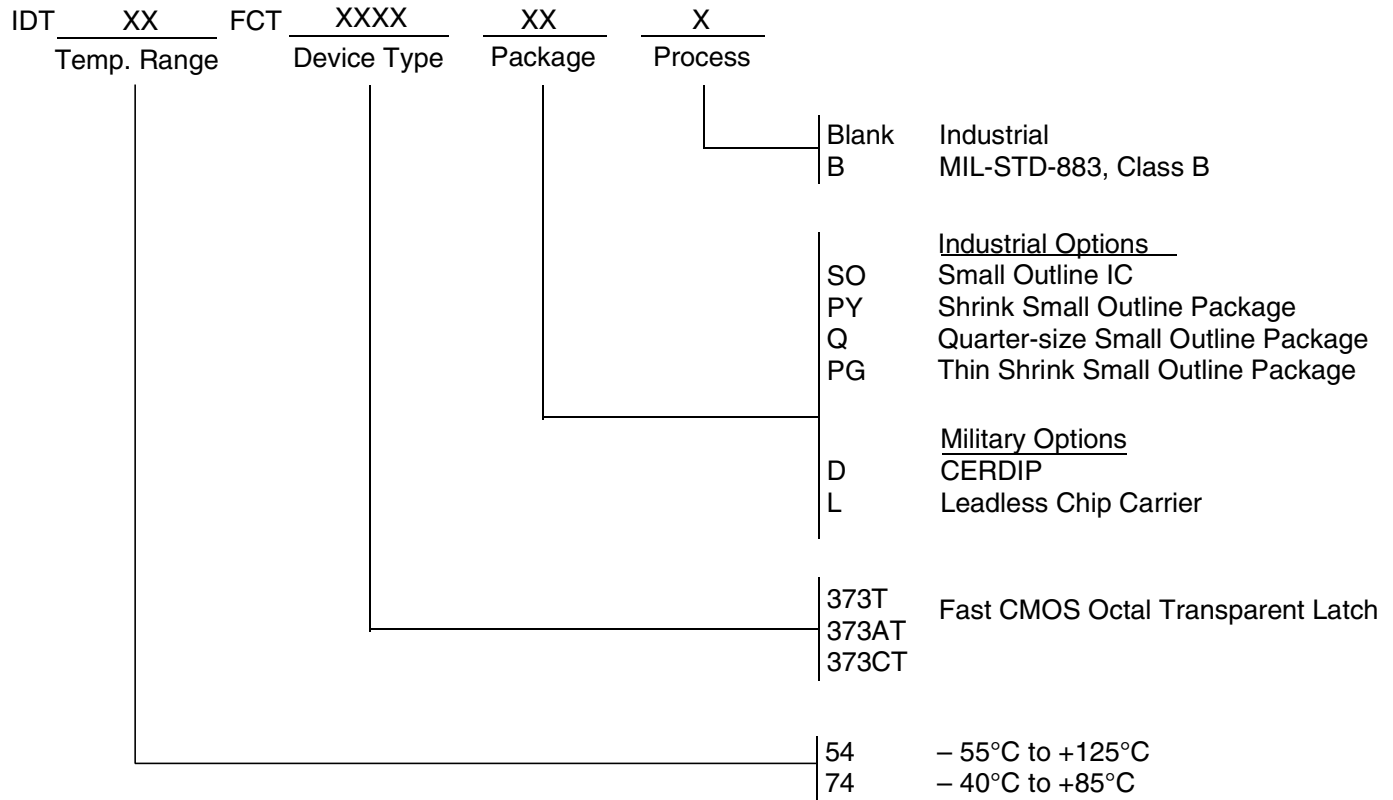 IDT XX FCT XXXX XX X
Temp. Range Device Type Package Process
Blank Industrial
B MIL-STD-883, Class B
Industrial Options
SO Small Outline IC
PY Shrink Small Outline Package
Q Quarter-size Small Outline Package
PG Thin Shrink Small Outline Package
Military Options
D CERDIP
L Leadless Chip Carrier
373T Fast CMOS Octal Transparent Latch
373AT
373CT
54 – 55°C to +125°C
74 – 40°C to +85°C